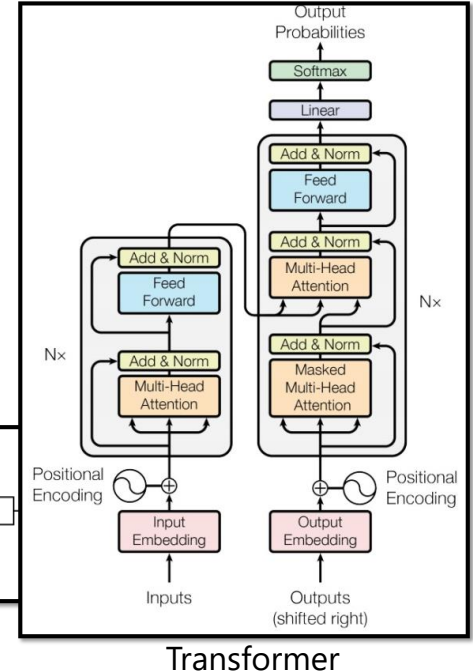 Output
Probabilities
Softmax
Linear
Add & Norm
Feed
Forward
Add & Norm
Multi-Head
Attention
Nx
Add & Norm
Masked
Multi-Head
Attention
Positional
Encoding
Output
Embedding
Outputs
(shifted right)
Add & Norm
Feed
Forward
Nx
Add & Norm
Multi-Head
Attention
Positional
Encoding
Input
Embedding
Inputs
Transformer